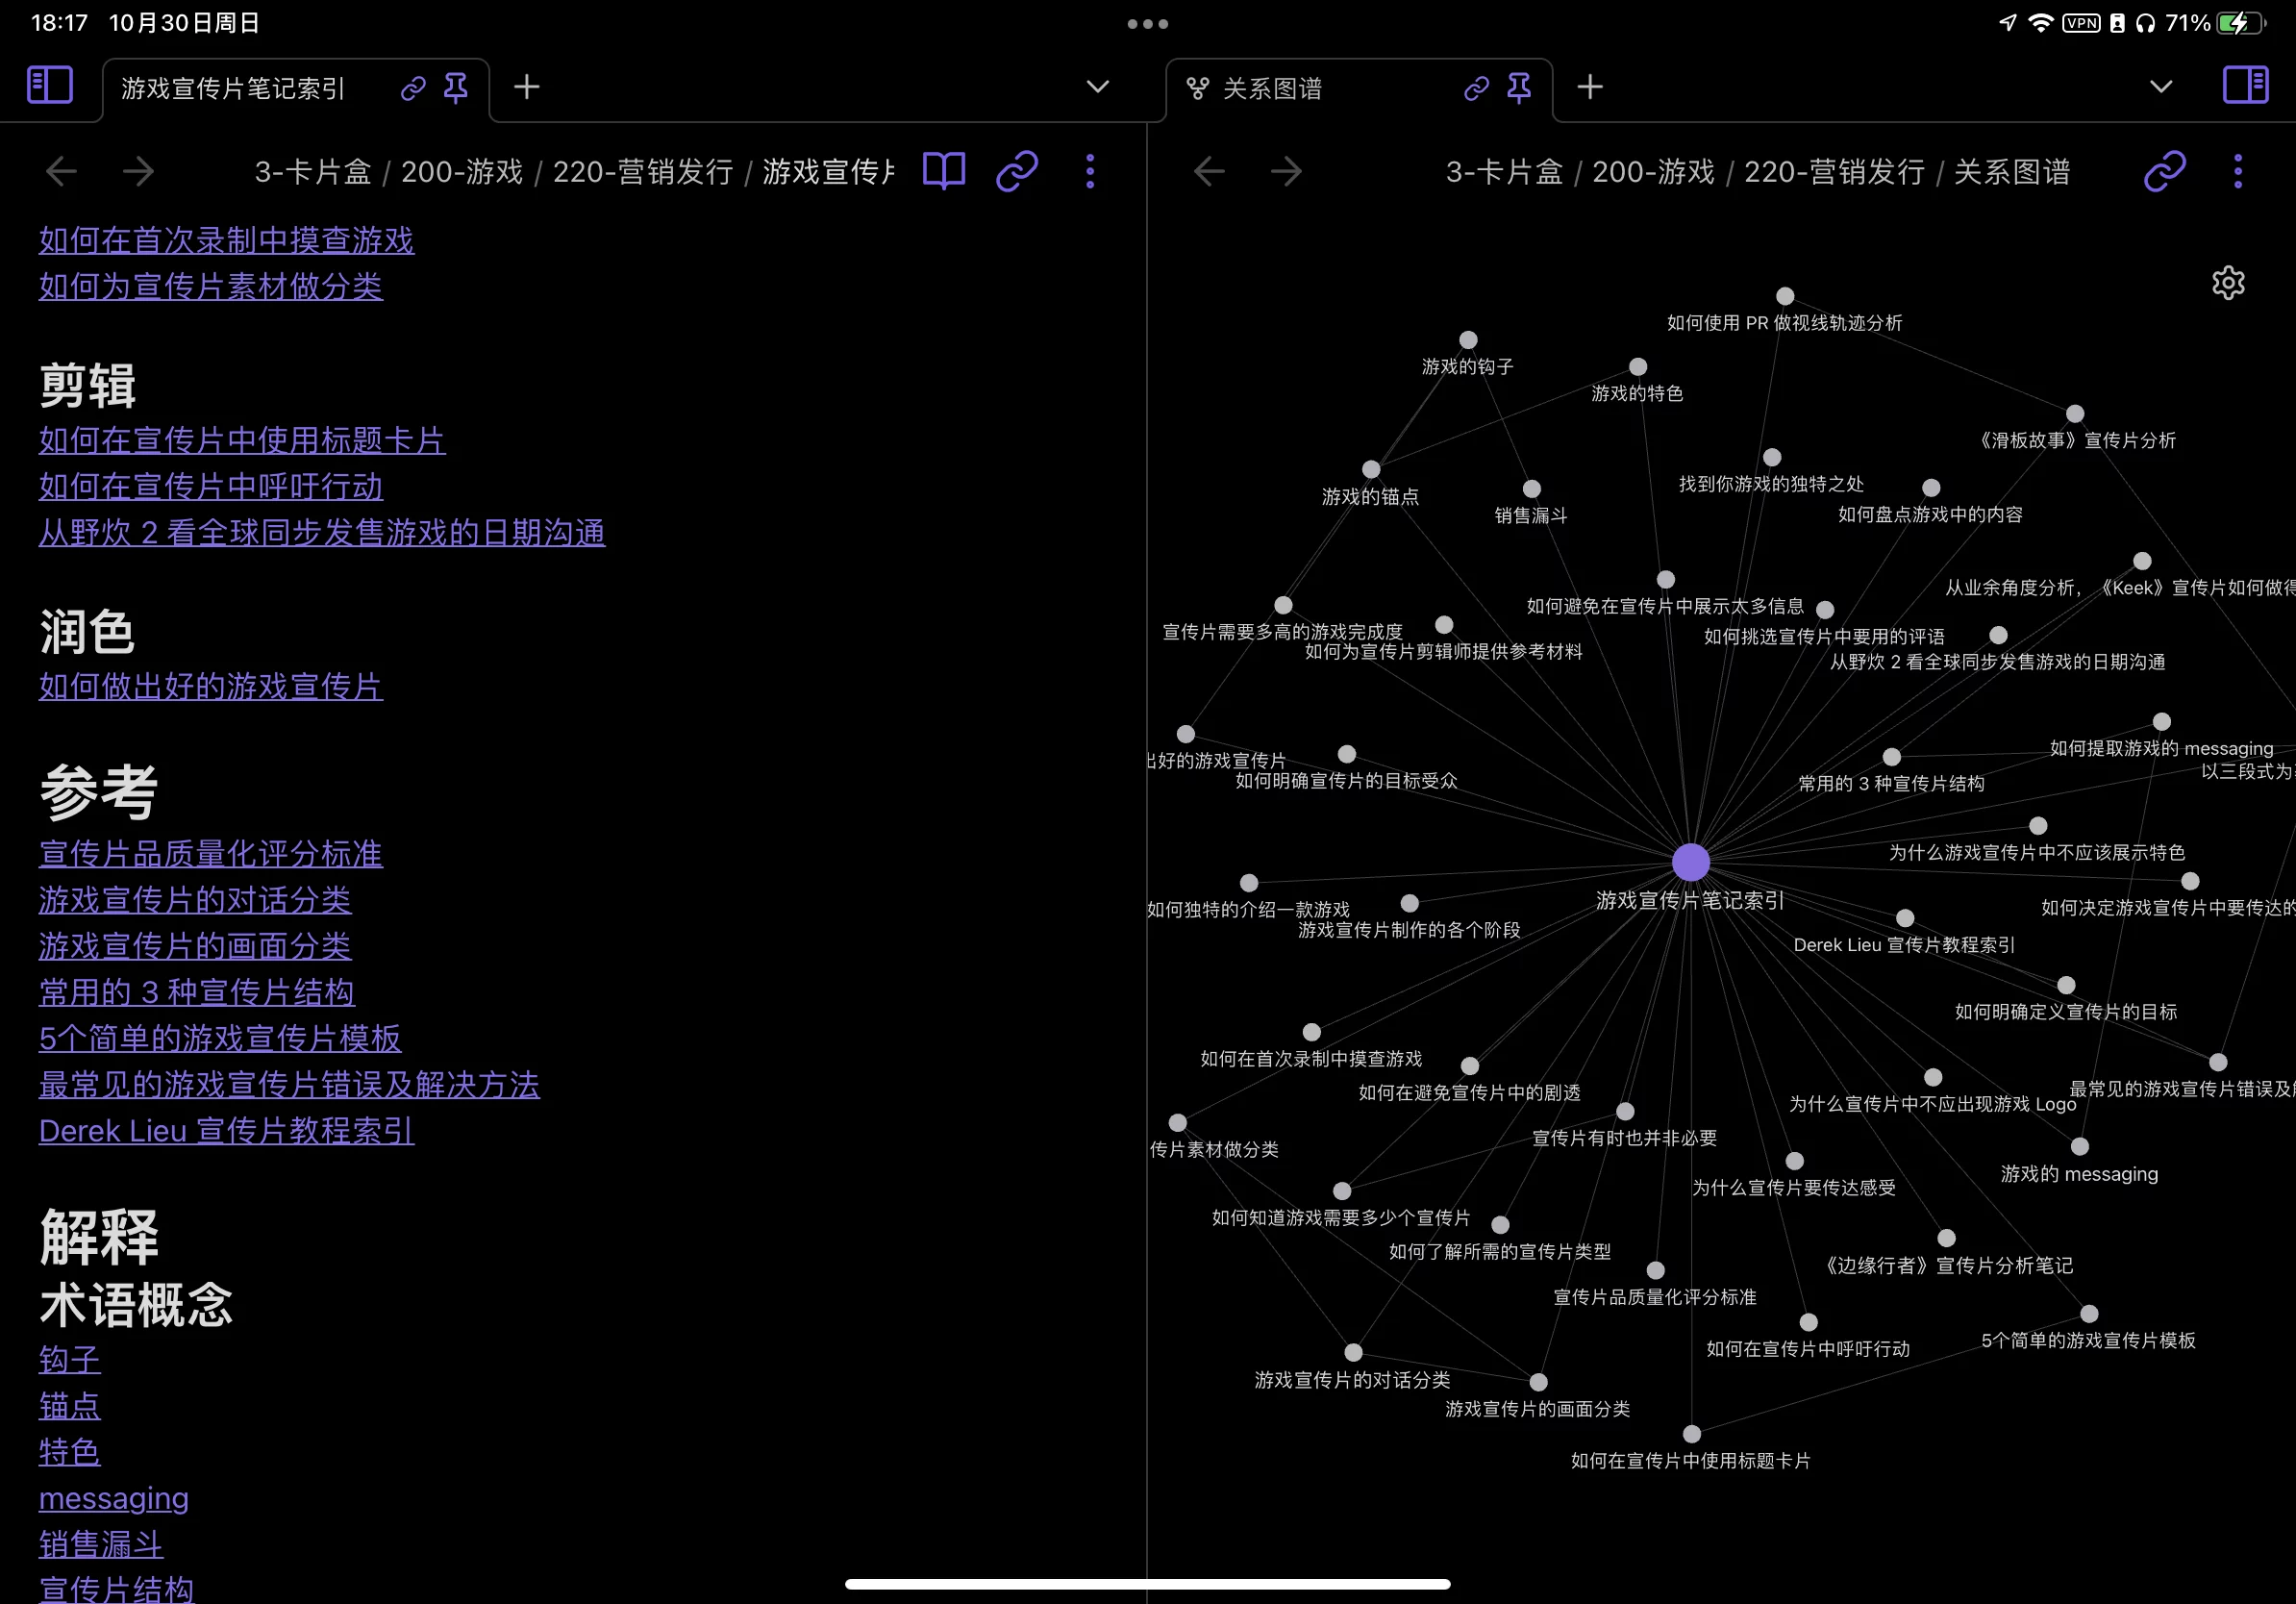 18:17 10月30日周日
VPN 71%
游戏宣传片笔记索引
关系图谱
3-卡片盒 / 200-游戏 / 220-营销发行 / 游戏宣传片
3-卡片盒 / 200-游戏 / 220-营销发行 / 关系图谱
如何在首次录制中摸查游戏
如何为宣传片素材做分类
剪辑
如何在宣传片中使用标题卡片
如何在宣传片中呼吁行动
从野炊 2 看全球同步发售游戏的日期沟通
润色
如何做出好的游戏宣传片
参考
宣传片品质量化评分标准
游戏宣传片的对话分类
游戏宣传片的画面分类
常用的 3 种宣传片结构
5个简单的游戏宣传片模板
最常见的游戏宣传片错误及解决方法
Derek Lieu 宣传片教程索引
解释
术语概念
钩子
锚点
特色
messaging
销售漏斗
宣传片结构
如何使用 PR 做视线轨迹分析
游戏的钩子
游戏的特色
《滑板故事》宣传片分析
找到你游戏的独特之处
游戏的锚点
销售漏斗
如何盘点游戏中的内容
从业余角度分析，《Keek》宣传片如何做得
如何避免在宣传片中展示太多信息
宣传片需要多高的游戏完成度
如何为宣传片剪辑师提供参考材料
如何挑选宣传片中要用的评语
从野炊 2 看全球同步发售游戏的日期沟通
如何提取游戏的 messaging
出好的游戏宣传片
以三段式为
如何明确宣传片的目标受众
常用的 3 种宣传片结构
为什么游戏宣传片中不应该展示特色
游戏宣传片笔记索引
如何独特的介绍一款游戏
如何决定游戏宣传片中要传达的
游戏宣传片制作的各个阶段
Derek Lieu 宣传片教程索引
如何明确定义宣传片的目标
如何在首次录制中摸查游戏
如何在避免宣传片中的剧透
最常见的游戏宣传片错误及
为什么宣传片中不应出现游戏 Logo
宣传片有时也并非必要
传片素材做分类
游戏的 messaging
为什么宣传片要传达感受
如何知道游戏需要多少个宣传片
如何了解所需的宣传片类型
《边缘行者》宣传片分析笔记
宣传片品质量化评分标准
5个简单的游戏宣传片模板
如何在宣传片中呼吁行动
游戏宣传片的对话分类
游戏宣传片的画面分类
如何在宣传片中使用标题卡片